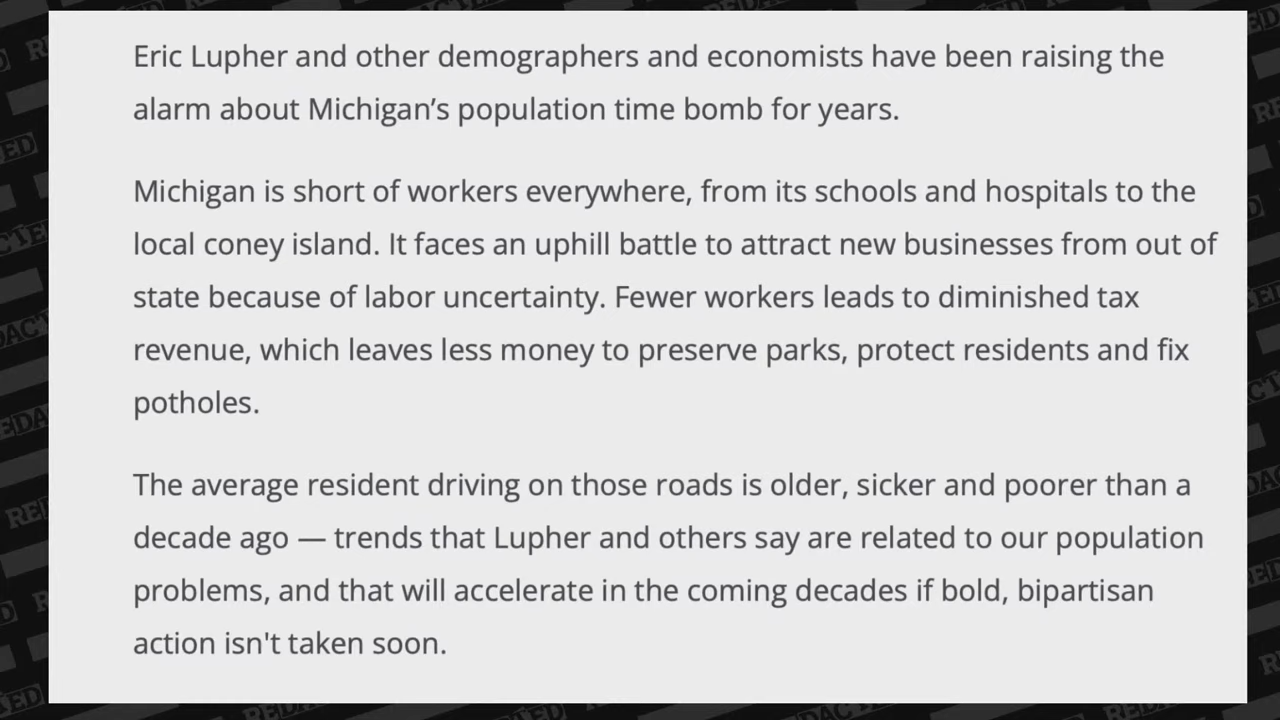 Eric Lupher and other demographers and economists have been raising the
alarm about Michigan’s population time bomb for years.
Michigan is short of workers everywhere, from its schools and hospitals to the
local coney island. It faces an uphill battle to attract new businesses from out of
state because of labor uncertainty. Fewer workers leads to diminished tax
revenue, which leaves less money to preserve parks, protect residents and fix
potholes.
The average resident driving on those roads is older, sicker and poorer than a
decade ago — trends that Lupher and others say are related to our population
problems, and that will accelerate in the coming decades if bold, bipartisan
action isn't taken soon.